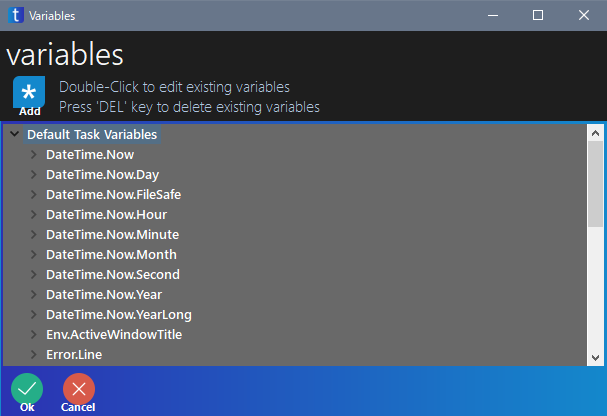 t Variables
variables
* Add
Double-Click to edit existing variables
Press 'DEL' key to delete existing variables
Default Task Variables
DateTime.Now
DateTime.Now.Day
DateTime.Now.FileSafe
DateTime.Now.Hour
DateTime.Now.Minute
DateTime.Now.Month
DateTime.Now.Second
DateTime.Now.Year
DateTime.Now.YearLong
Env.ActiveWindowTitle
Error.Line
Ok Cancel